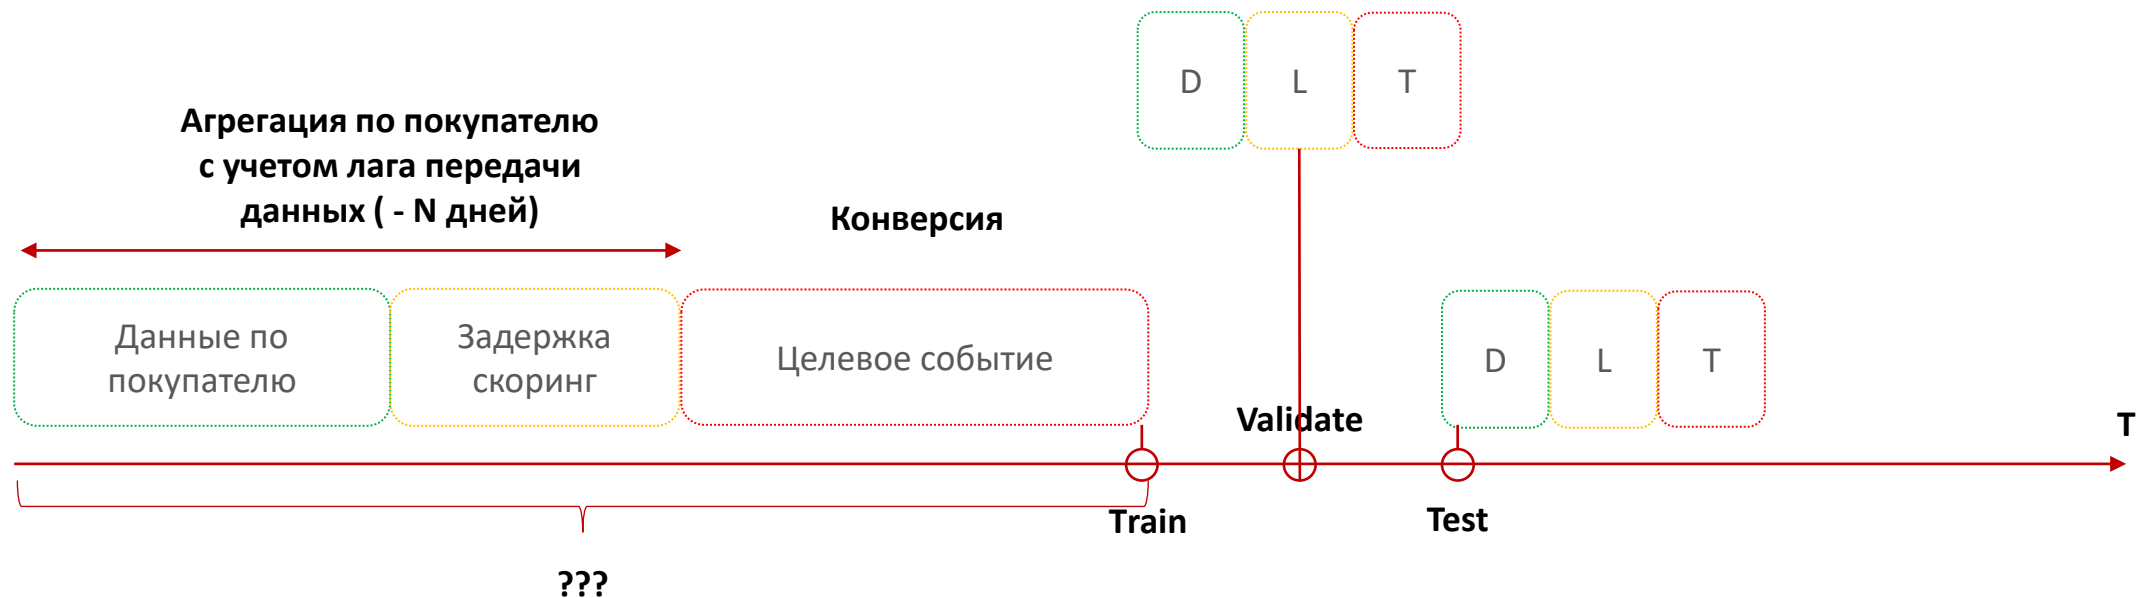 D
L
T
Агрегация по покупателю
с учетом лага передачи
данных ( - N дней)
Конверсия
Данные по
покупателю
Задержка
скоринг
Целевое событие
D
L
T
Validate
T
Train
Test
???